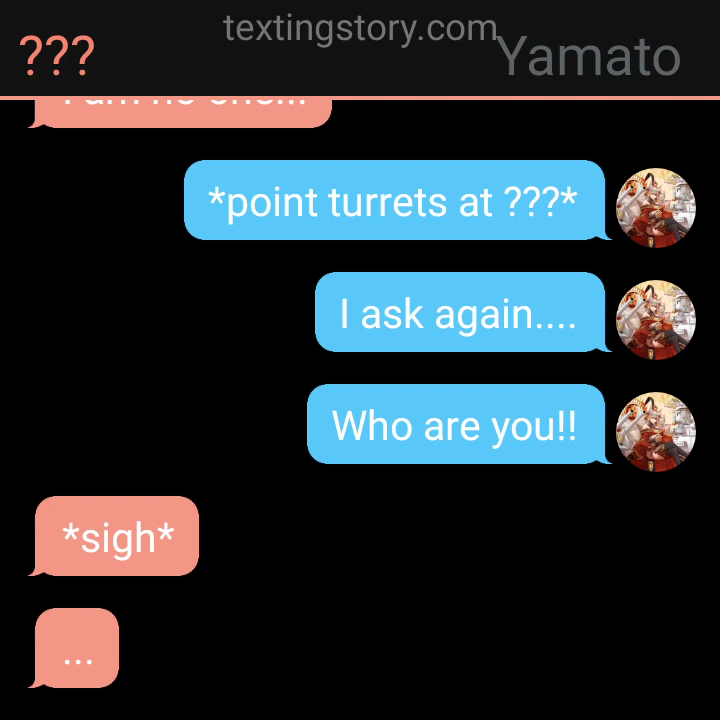 textingstory.com
??? Yamato
*point turrets at ???*
I ask again....
Who are you!!
*sigh*
...